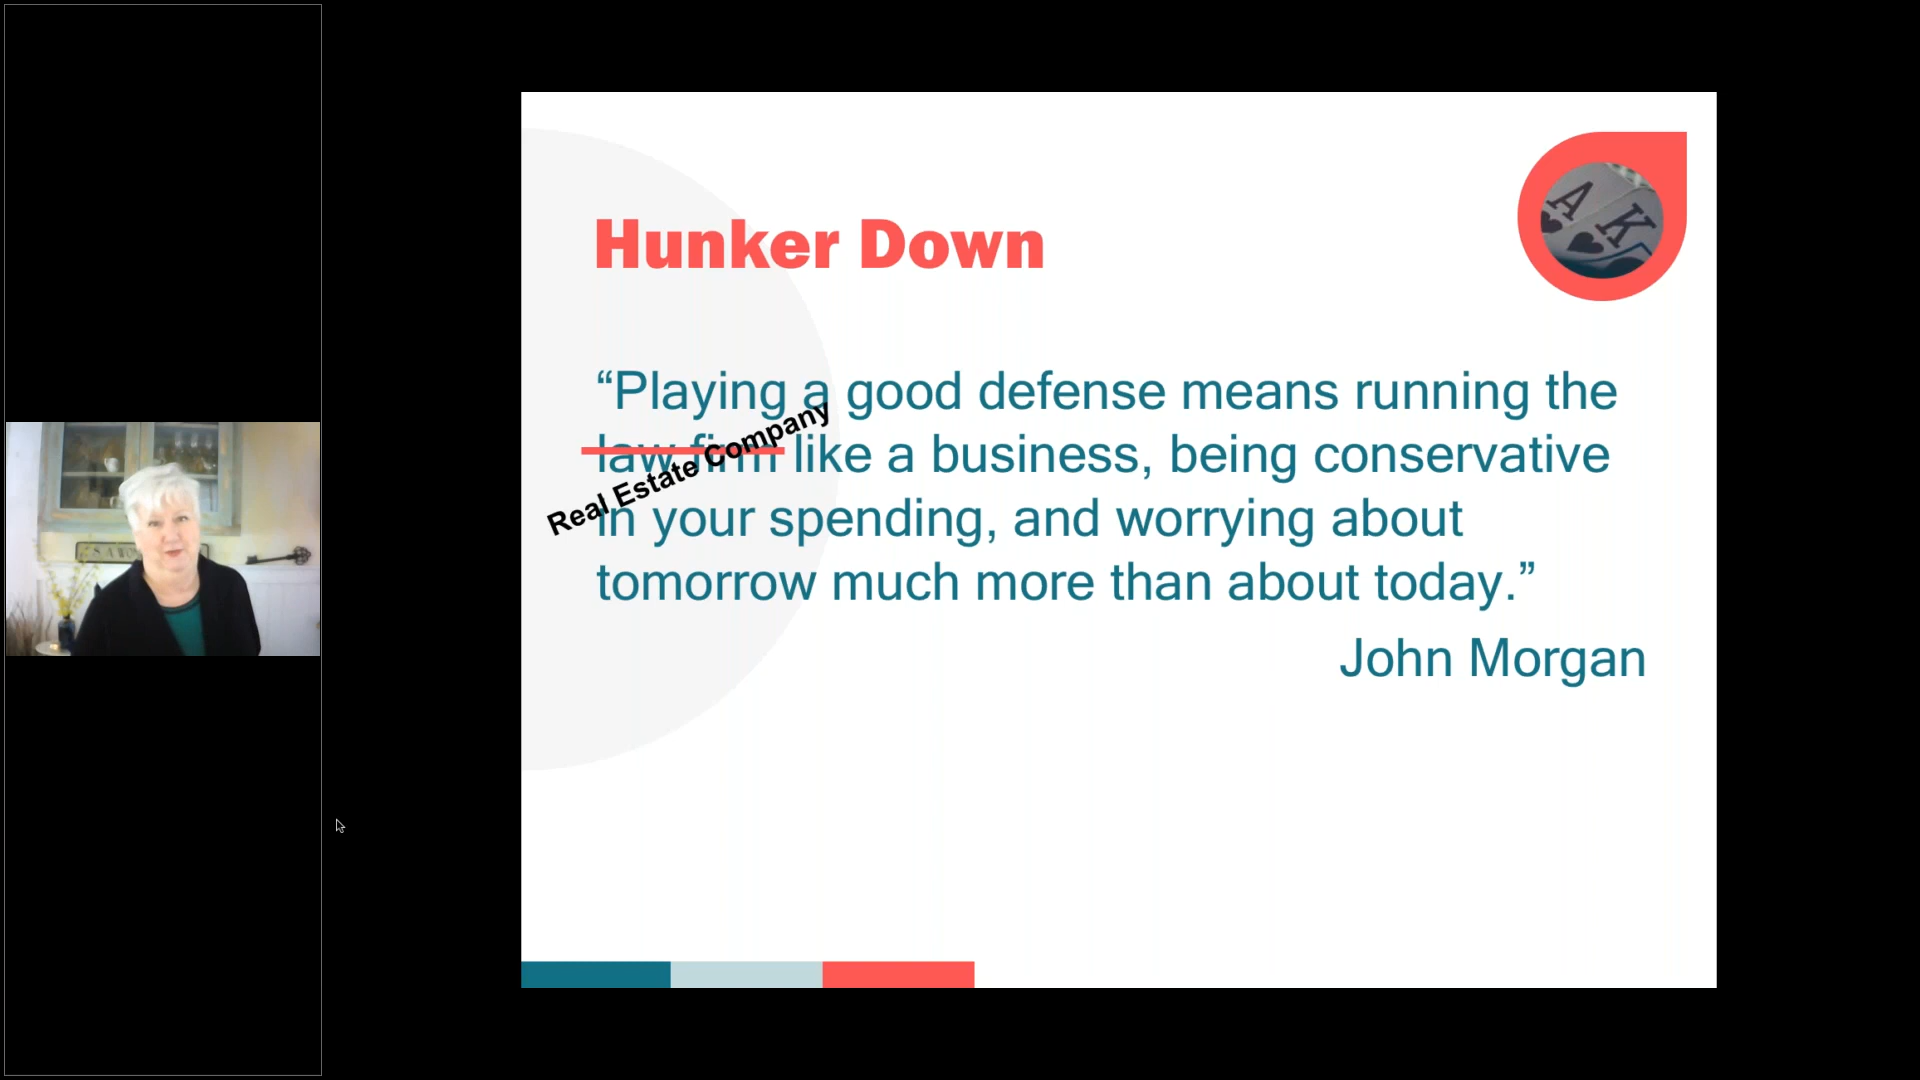 Hunker Down
A
K
“Playing a good defense means running the
law firm like a business, being conservative
Real Estate Company
in your spending, and worrying about
tomorrow much more than about today.”
John Morgan